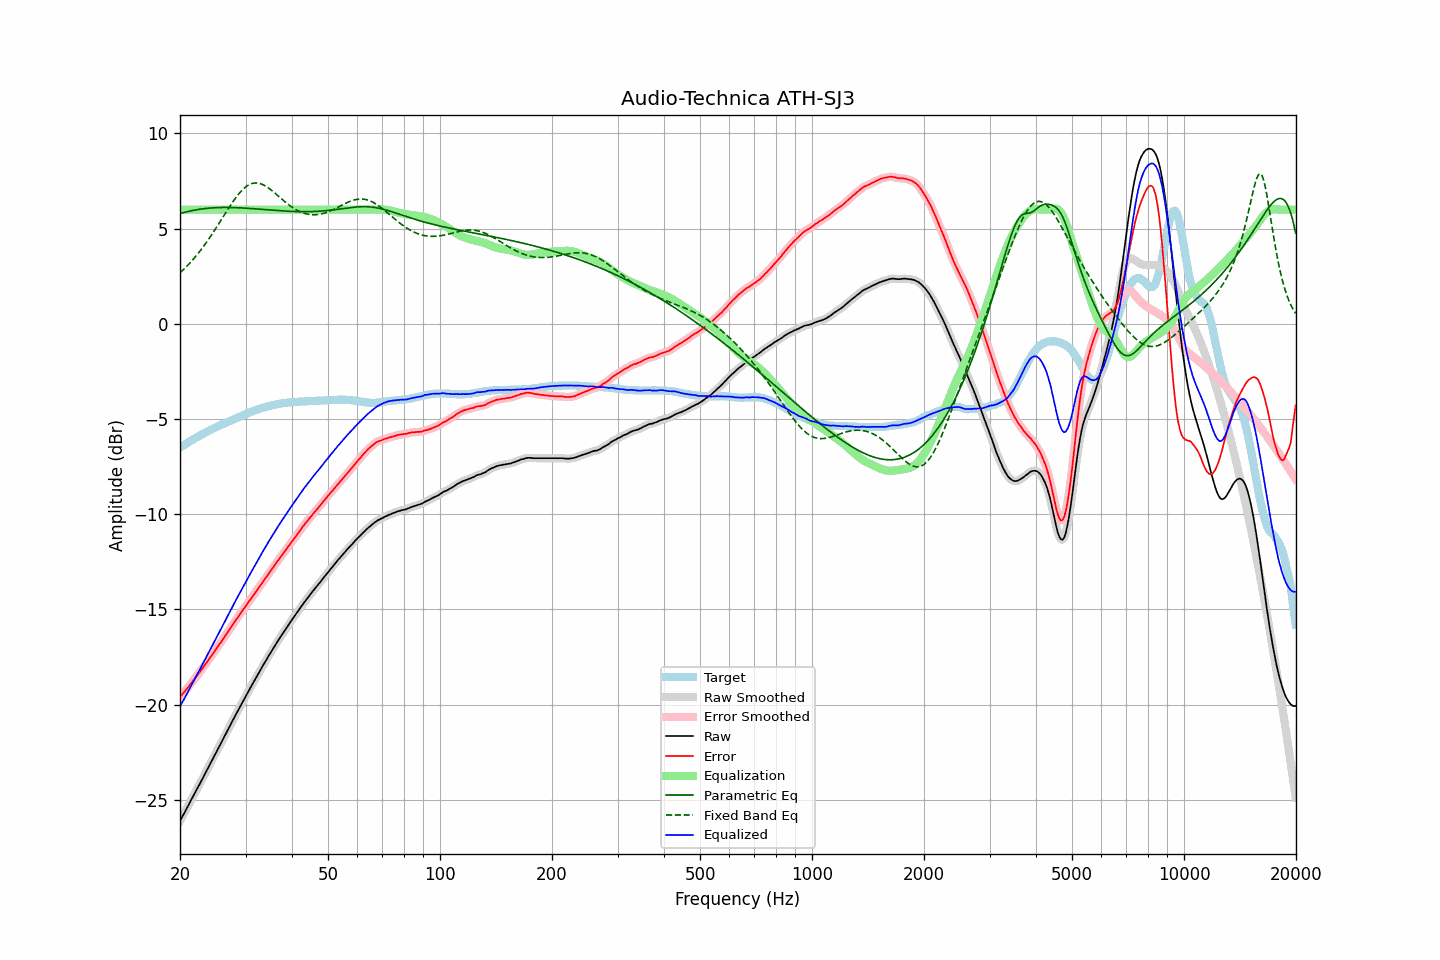 Audio-Technica ATH-SJ3
10
5
0
−5
−10
−15
−20
−25
Amplitude (dBr)
Target
Raw Smoothed
Error Smoothed
Raw
Error
Equalization
Parametric Eq
Fixed Band Eq
Equalized
20 50 100 200 500 1000 2000 5000 10000 20000
Frequency (Hz)